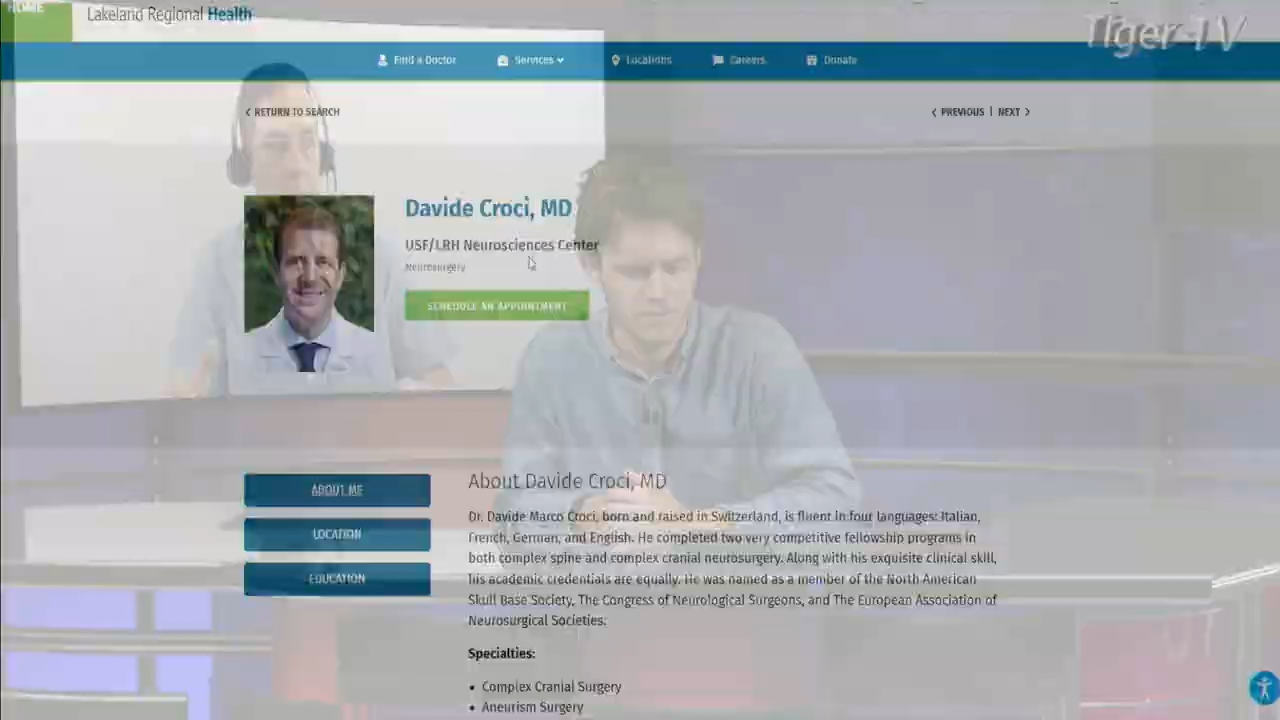 HOME
Lakeland Regional Health
Tiger-TV
Find a Doctor
Services
Locations
Careers
Donate
< RETURN TO SEARCH
< PREVIOUS | NEXT >
Davide Croci, MD
USF/LRH Neurosciences Center
Neurosurgery
SCHEDULE AN APPOINTMENT
ABOUT ME
LOCATION
EDUCATION
About Davide Croci, MD
Dr. Davide Marco Croci, born and raised in Switzerland, is fluent in four languages: Italian,
French, German, and English. He completed two very competitive fellowship programs in
both complex spine and complex cranial neurosurgery. Along with his exquisite clinical skill,
his academic credentials are equally. He was named as a member of the North American
Skull Base Society, The Congress of Neurological Surgeons, and The European Association of
Neurosurgical Societies.
Specialties:
• Complex Cranial Surgery
• Aneurism Surgery